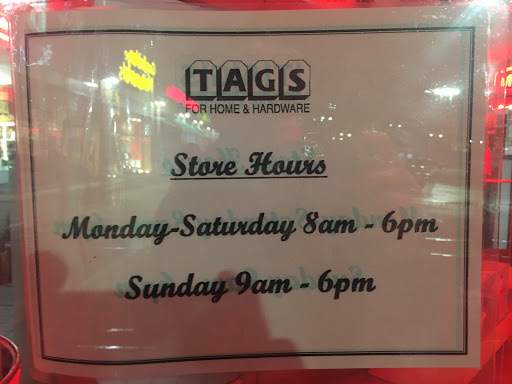 TAGS
FOR HOME & HARDWARE
Store Hours
Monday-Saturday 8am - 6pm
Sunday 9am - 6pm